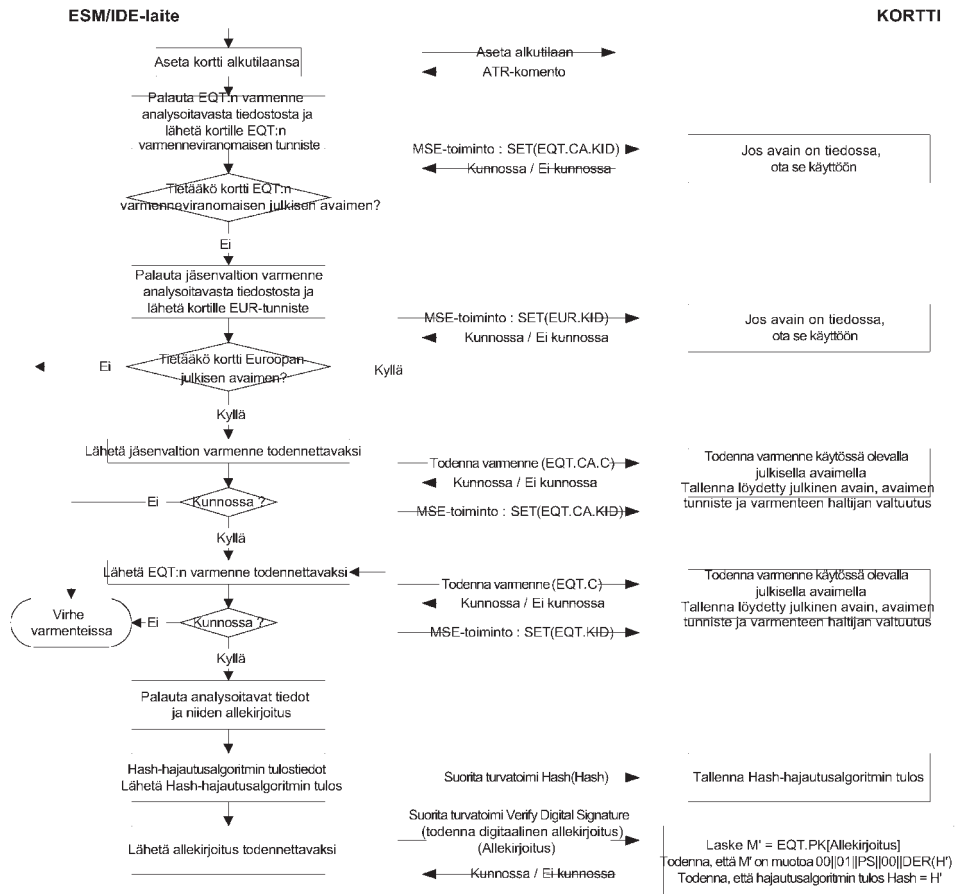 ESM/IDE-laite
KORTTI
Aseta kortti alkutilaansa
Aseta alkutilaan
ATR-komento
Palauta EQT:n varmenne
analysoitavasta tiedostosta ja
lähetä kortille EQT:n
varmenneviranomaisen tunniste
MSE-toiminto : SET(EQT.CA.KID)
Kunnossa / Ei kunnossa
Jos avain on tiedossa,
ota se käyttöön
Tietääkö kortti EQT:n
varmenneviranomaisen julkisen avaimen?
Ei
Palauta jäsenvaltion varmenne
analysoitavasta tiedostosta ja
lähetä kortille EUR-tunniste
MSE-toiminto : SET(EUR.KID)
Kunnossa / Ei kunnossa
Jos avain on tiedossa,
ota se käyttöön
Ei
Tietääkö kortti Euroopan
julkisen avaimen?
Kyllä
Kyllä
Lähetä jäsenvaltion varmenne todennettavaksi
Todenna varmenne (EQT.CA.C)
Kunnossa / Ei kunnossa
Todenna varmenne käytössä olevalla
julkisella avaimella
Tallenna löydetty julkinen avain, avaimen
tunniste ja varmenteen haltijan valtuutus
Ei
Kunnossa ?
MSE-toiminto : SET(EQT.CA.KID)
Kyllä
Lähetä EQT:n varmenne todennettavaksi
Todenna varmenne (EQT.C)
Kunnossa / Ei kunnossa
Todenna varmenne käytössä olevalla
julkisella avaimella
Tallenna löydetty julkinen avain, avaimen
tunniste ja varmenteen haltijan valtuutus
Virhe
varmenteissa
Ei
Kunnossa ?
MSE-toiminto : SET(EQT.KID)
Kyllä
Palauta analysoitavat tiedot
ja niiden allekirjoitus
Hash-hajautusalgoritmin tulostiedot
Lähetä Hash-hajautusalgoritmin tulos
Suorita turvatoimi Hash(Hash)
Tallenna Hash-hajautusalgoritmin tulos
Lähetä allekirjoitus todennettavaksi
Suorita turvatoimi Verify Digital Signature
(todenna digitaalinen allekirjoitus)
(Allekirjoitus)
Kunnossa / Ei kunnossa
Laske M' = EQT.PK[Allekirjoitus]
Todenna, että M' on muotoa 00||01||PS||00||DER(H')
Todenna, että hajautusalgoritmin tulos Hash = H'